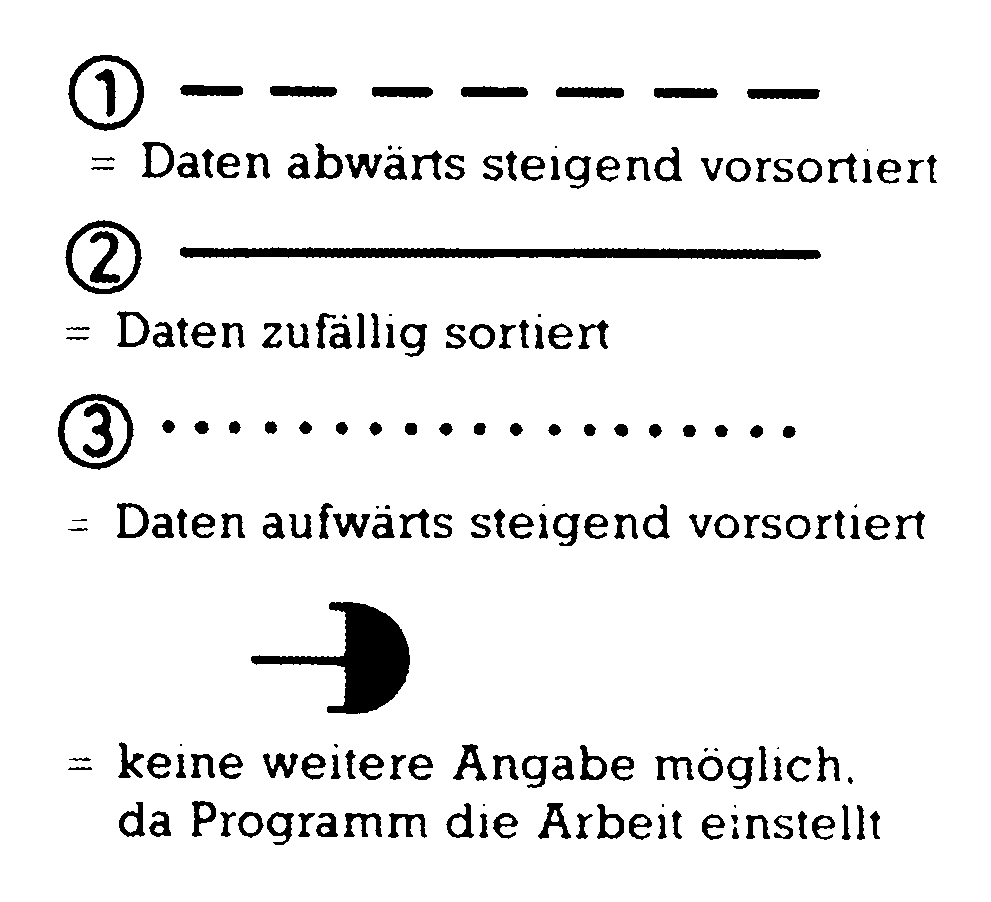 ①
= Daten abwärts steigend vorsortiert
②
= Daten zufällig sortiert
③
= Daten aufwärts steigend vorsortiert
= keine weitere Angabe möglich,
da Programm die Arbeit einstellt